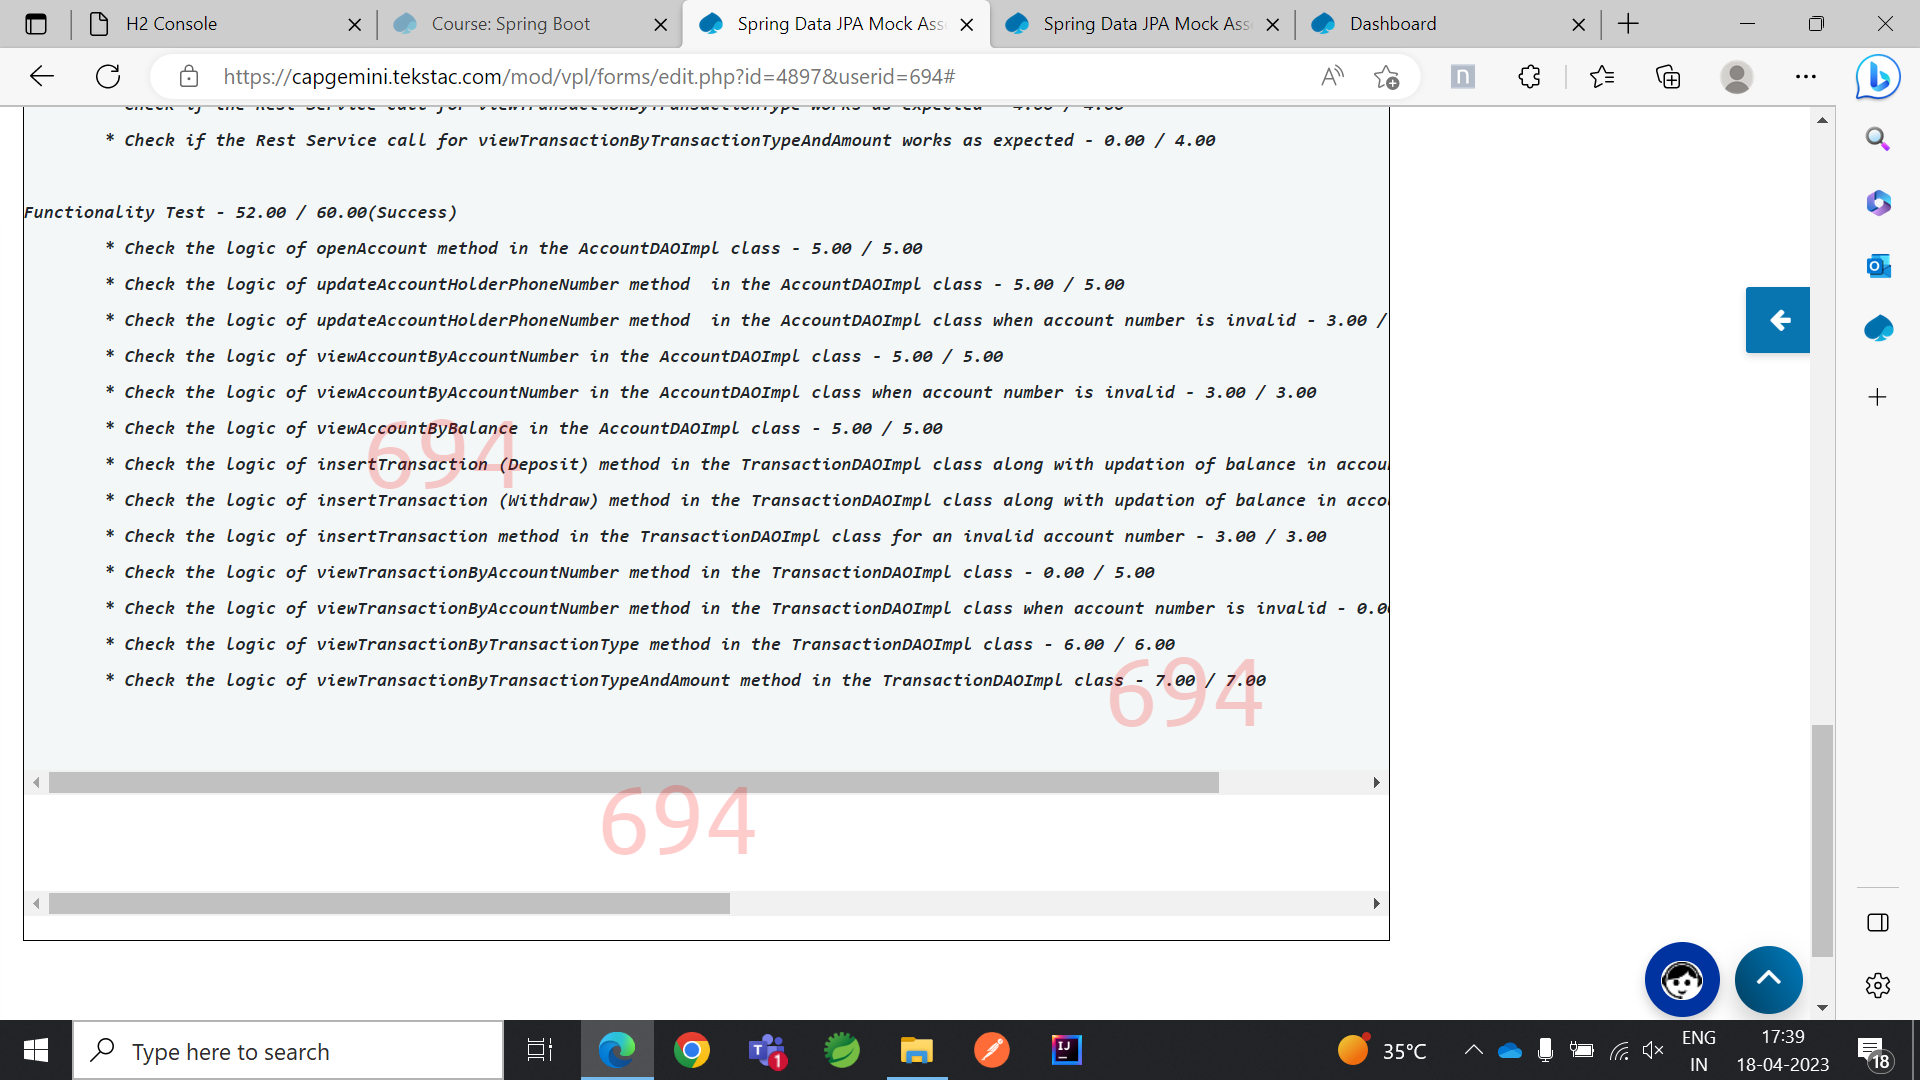 H2 Console
Course: Spring Boot
Spring Data JPA Mock Ass
Spring Data JPA Mock Ass
Dashboard
https://capgemini.tekstac.com/mod/vpl/forms/edit.php?id=4897&userid=694#
* Check if the Rest Service call for viewTransactionByTransactionTypeAndAmount works as expected - 0.00 / 4.00
Functionality Test - 52.00 / 60.00(Success)
* Check the logic of openAccount method in the AccountDAOImpl class - 5.00 / 5.00
* Check the logic of updateAccountHolderPhoneNumber method  in the AccountDAOImpl class - 5.00 / 5.00
* Check the logic of updateAccountHolderPhoneNumber method  in the AccountDAOImpl class when account number is invalid - 3.00 /
* Check the logic of viewAccountByAccountNumber in the AccountDAOImpl class - 5.00 / 5.00
* Check the logic of viewAccountByAccountNumber in the AccountDAOImpl class when account number is invalid - 3.00 / 3.00
* Check the logic of viewAccountByBalance in the AccountDAOImpl class - 5.00 / 5.00
* Check the logic of insertTransaction (Deposit) method in the TransactionDAOImpl class along with updation of balance in accou
* Check the logic of insertTransaction (Withdraw) method in the TransactionDAOImpl class along with updation of balance in acco
* Check the logic of insertTransaction method in the TransactionDAOImpl class for an invalid account number - 3.00 / 3.00
* Check the logic of viewTransactionByAccountNumber method in the TransactionDAOImpl class - 0.00 / 5.00
* Check the logic of viewTransactionByAccountNumber method in the TransactionDAOImpl class when account number is invalid - 0.0
* Check the logic of viewTransactionByTransactionType method in the TransactionDAOImpl class - 6.00 / 6.00
* Check the logic of viewTransactionByTransactionTypeAndAmount method in the TransactionDAOImpl class - 7.00 / 7.00
694
694
694
Type here to search
1
35°C
ENG
IN
17:39
18-04-2023
18